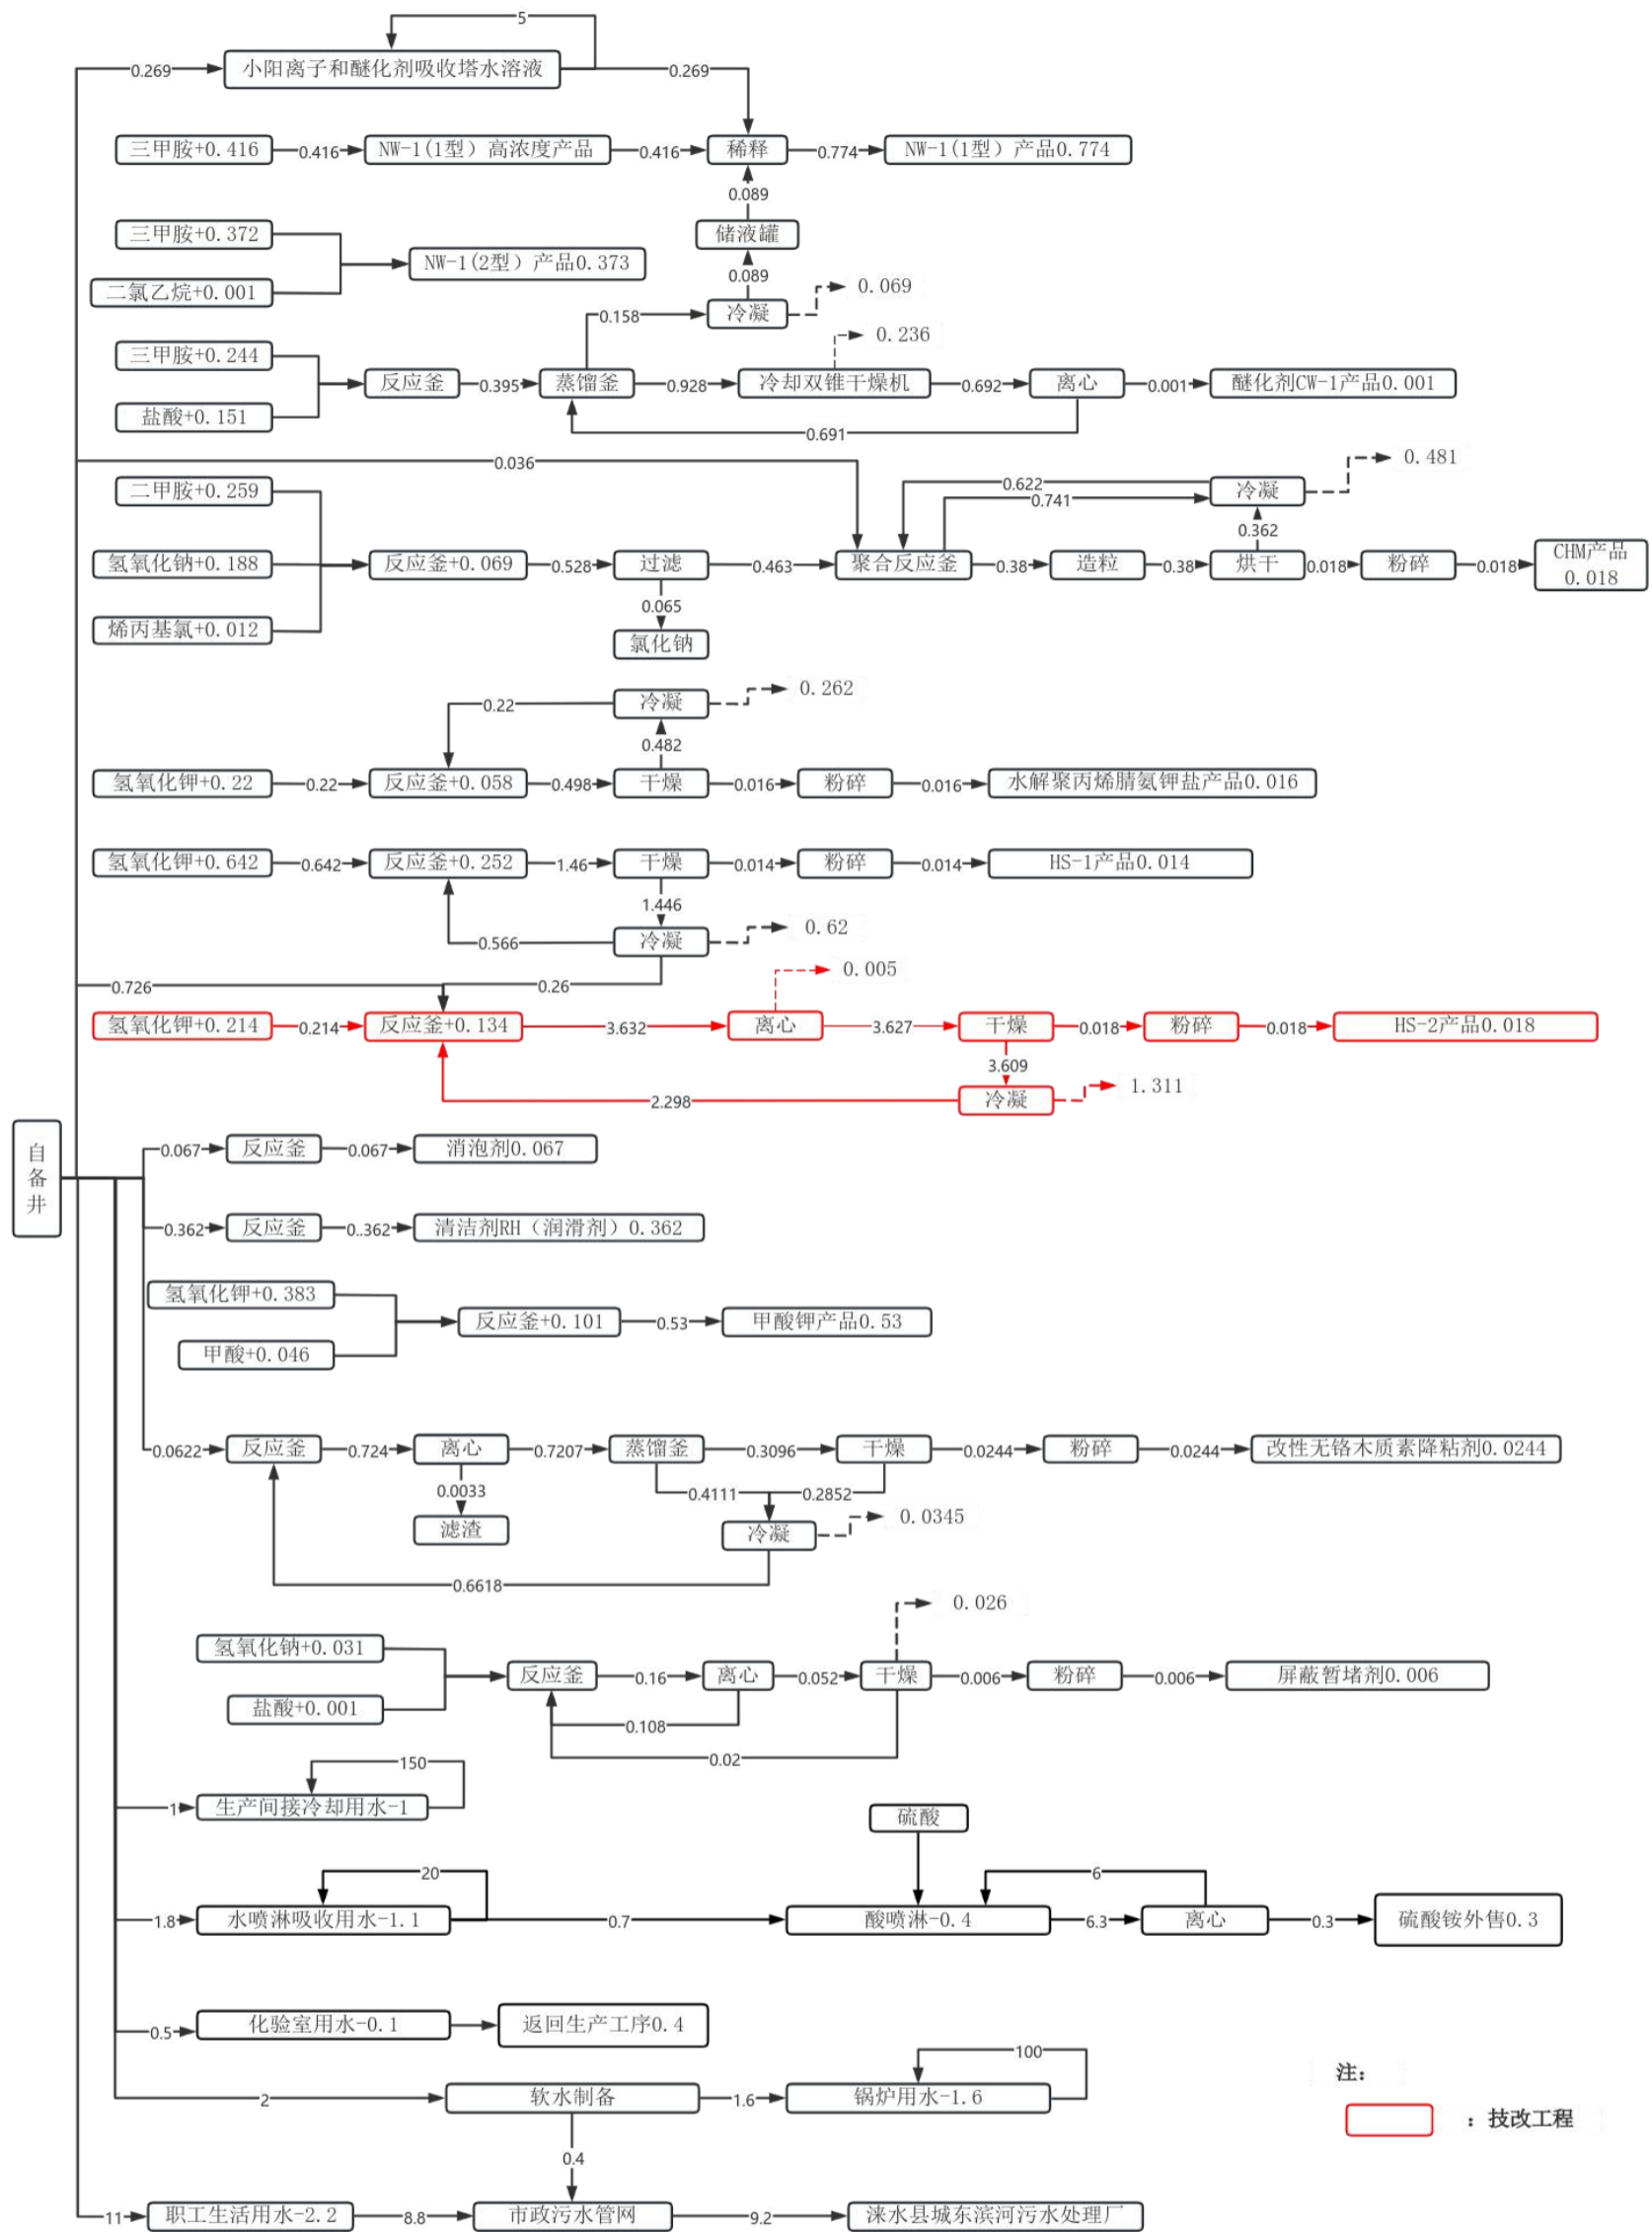 5
0.269
小阳离子和醚化剂吸收塔水溶液
0.269
三甲胺+0.416
0.416
NW-1(1型）高浓度产品
0.416
稀释
0.774
NW-1(1型）产品0.774
0.089
三甲胺+0.372
储液罐
NW-1(2型）产品0.373
0.089
二氯乙烷+0.001
0.069
0.158
冷凝
0.236
三甲胺+0.244
反应釜
0.395
蒸馏釜
0.928
冷却双锥干燥机
0.692
离心
0.001
醚化剂CW-1产品0.001
盐酸+0.151
0.691
0.036
0.481
二甲胺+0.259
0.622
冷凝
0.741
0.362
氢氧化钠+0.188
反应釜+0.069
0.528
过滤
0.463
聚合反应釜
0.38
造粒
0.38
烘干
0.018
粉碎
0.018
CHM产品
0.018
0.065
烯丙基氯+0.012
氯化钠
0.262
0.22
冷凝
0.482
氢氧化钾+0.22
0.22
反应釜+0.058
0.498
干燥
0.016
粉碎
0.016
水解聚丙烯腈氨钾盐产品0.016
氢氧化钾+0.642
0.642
反应釜+0.252
1.46
干燥
0.014
粉碎
0.014
HS-1产品0.014
1.446
0.62
0.566
冷凝
0.005
0.726
0.26
氢氧化钾+0.214
0.214
反应釜+0.134
3.632
离心
3.627
干燥
0.018
粉碎
0.018
HS-2产品0.018
3.609
1.311
2.298
冷凝
自
备
井
0.067
反应釜
0.067
消泡剂0.067
0.362
反应釜
0..362
清洁剂RH（润滑剂）0.362
氢氧化钾+0.383
反应釜+0.101
0.53
甲酸钾产品0.53
甲酸+0.046
0.0622
反应釜
0.724
离心
0.7207
蒸馏釜
0.3096
干燥
0.0244
粉碎
0.0244
改性无铬木质素降粘剂0.0244
0.0033
0.4111
0.2852
0.0345
滤渣
冷凝
0.6618
0.026
氢氧化钠+0.031
反应釜
0.16
离心
0.052
干燥
0.006
粉碎
0.006
屏蔽暂堵剂0.006
盐酸+0.001
0.108
0.02
150
1
生产间接冷却用水-1
硫酸
20
6
1.8
水喷淋吸收用水-1.1
0.7
酸喷淋-0.4
6.3
离心
0.3
硫酸铵外售0.3
0.5
化验室用水-0.1
返回生产工序0.4
100
注：
2
软水制备
1.6
锅炉用水-1.6
：技改工程
0.4
11
职工生活用水-2.2
8.8
市政污水管网
9.2
涞水县城东滨河污水处理厂